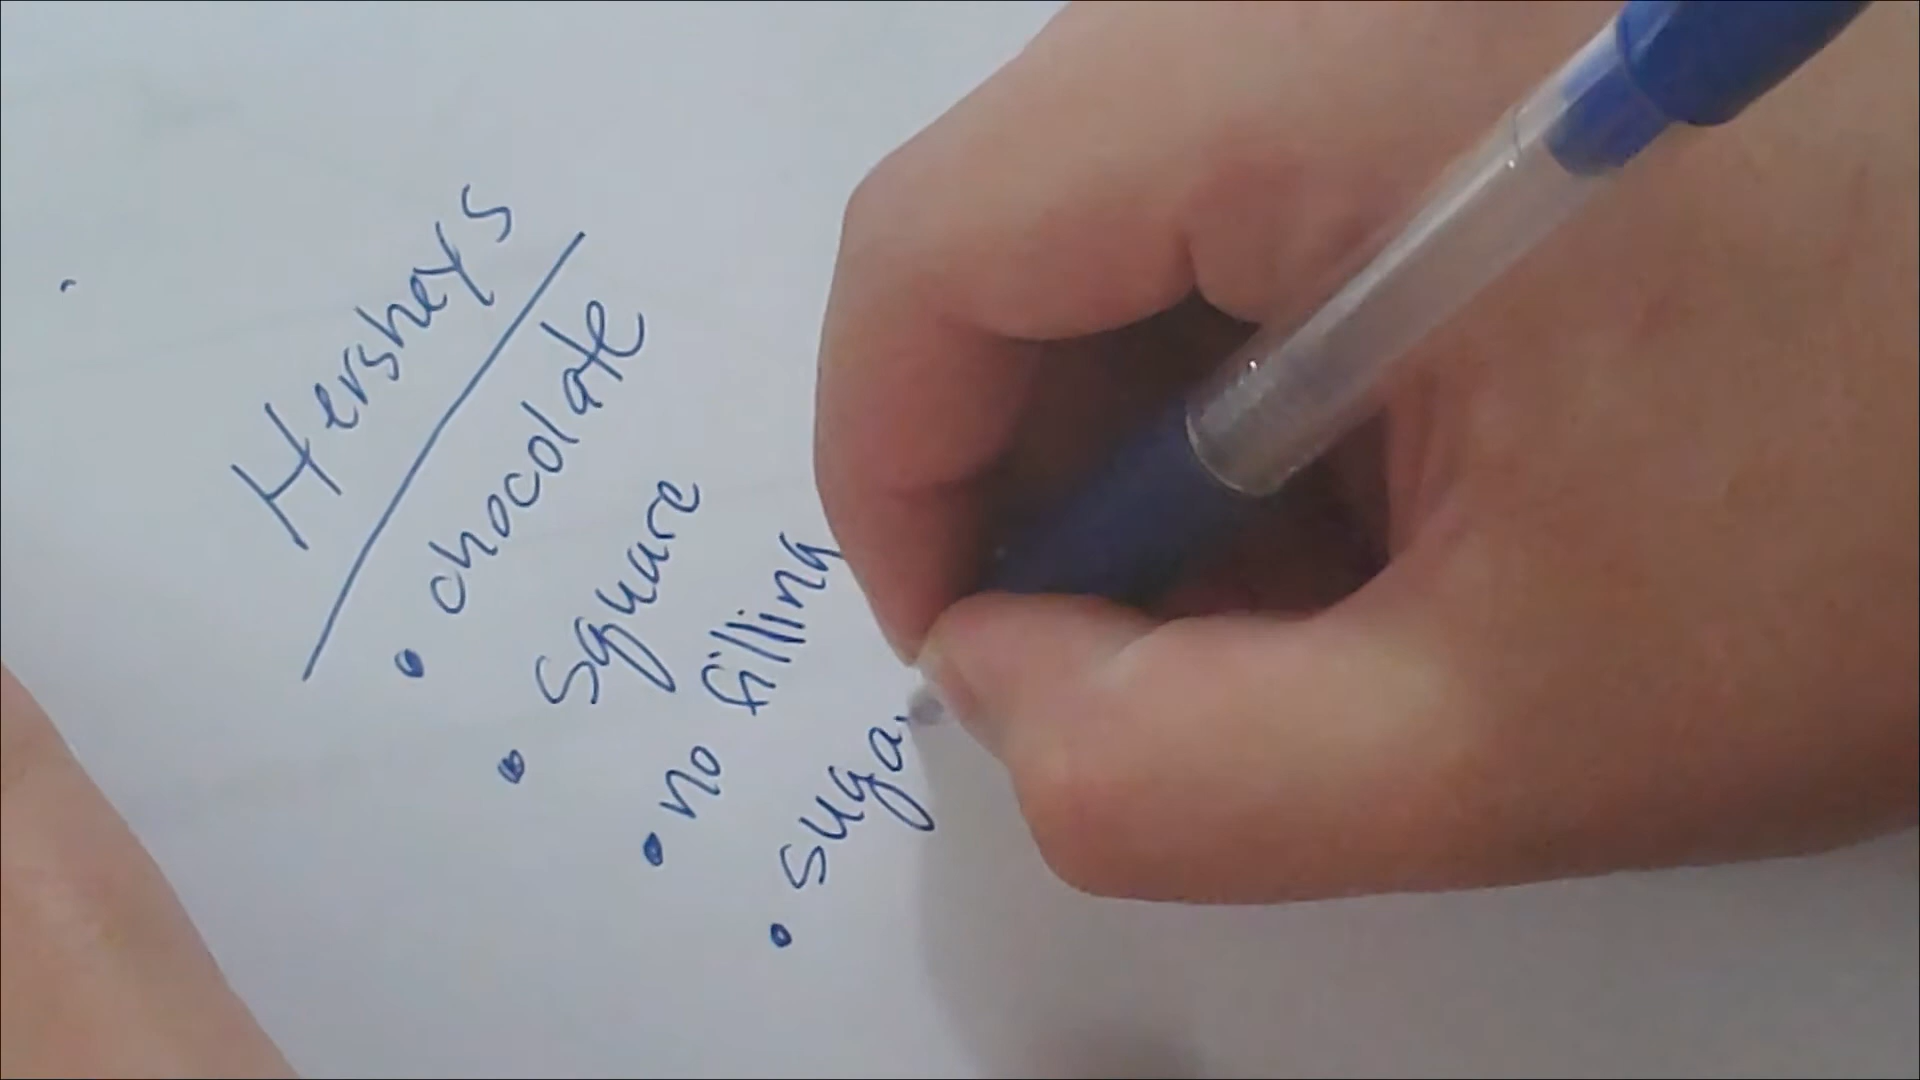 Hersheys
• chocolate
• Square
• no filling
• suga